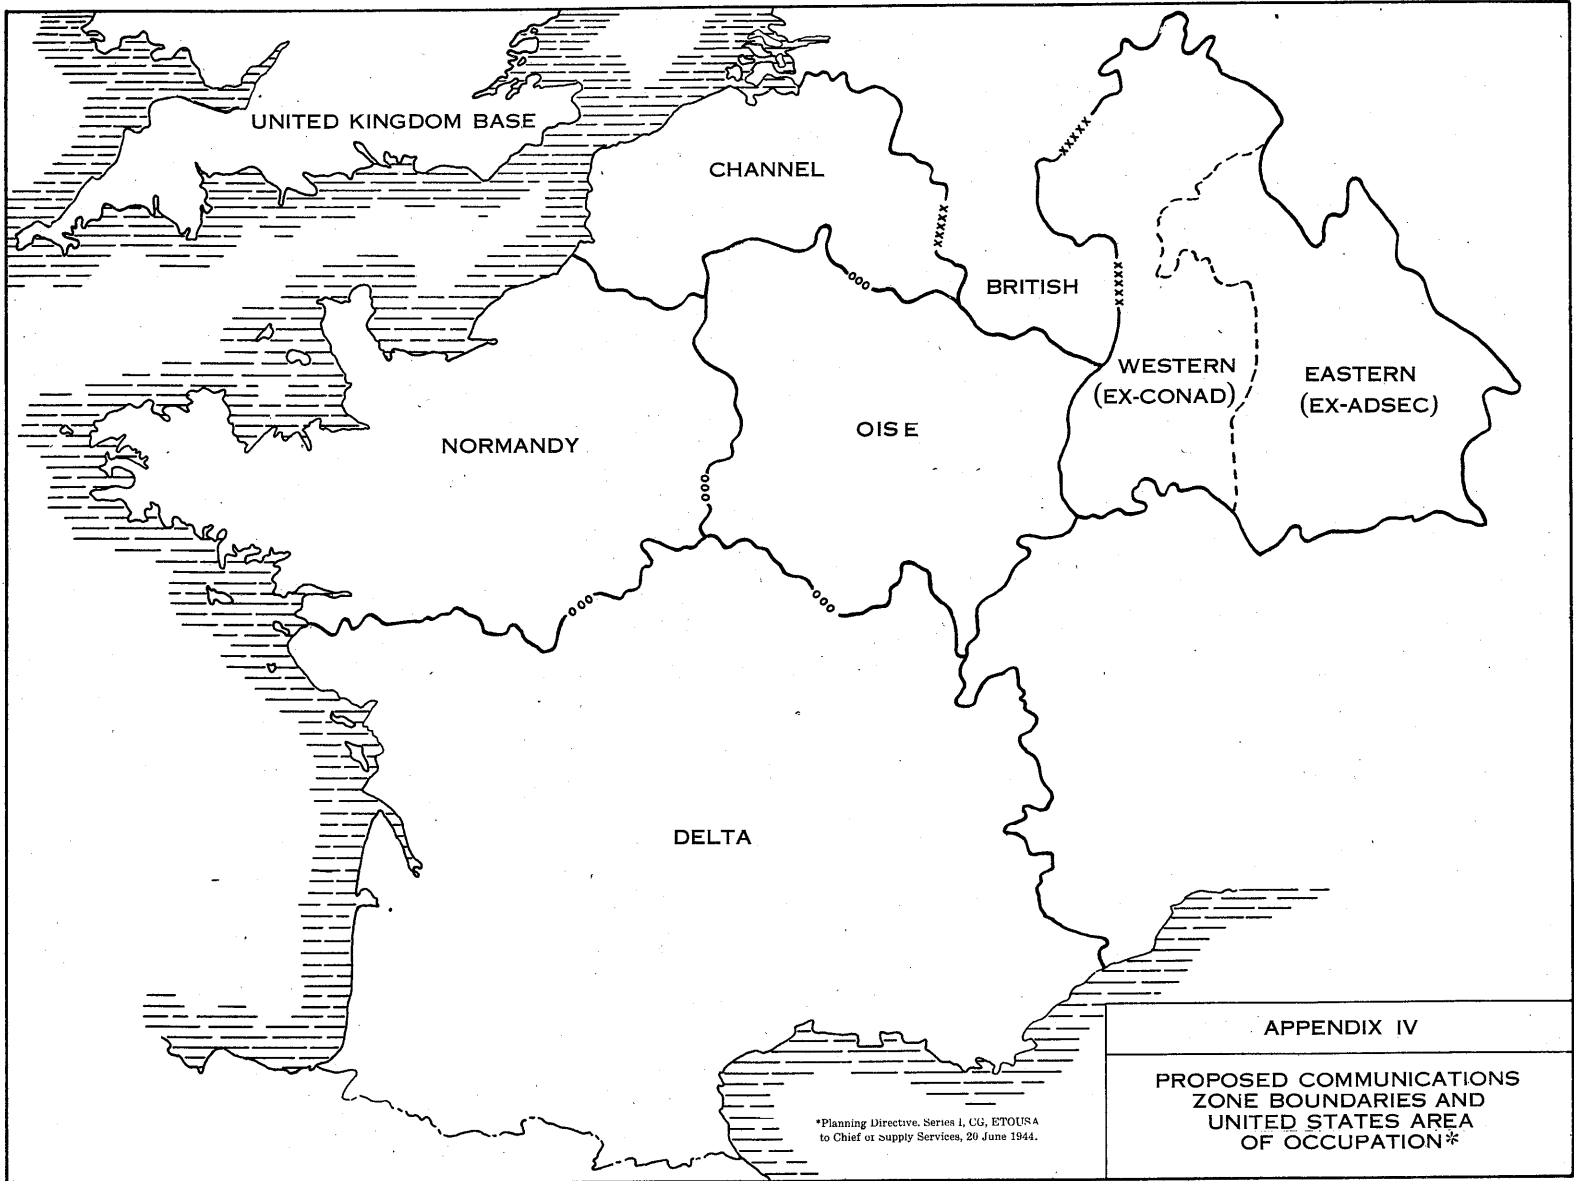 UNITED KINGDOM BASE
CHANNEL
BRITISH
WESTERN
(EX-CONAD)
EASTERN
(EX-ADSEC)
OISE
NORMANDY
DELTA
APPENDIX IV
PROPOSED COMMUNICATIONS
ZONE BOUNDARIES AND
UNITED STATES AREA
OF OCCUPATION*
*Planning Directive. Series I, CG, ETOUSA
to Chief of Supply Services, 20 June 1944.